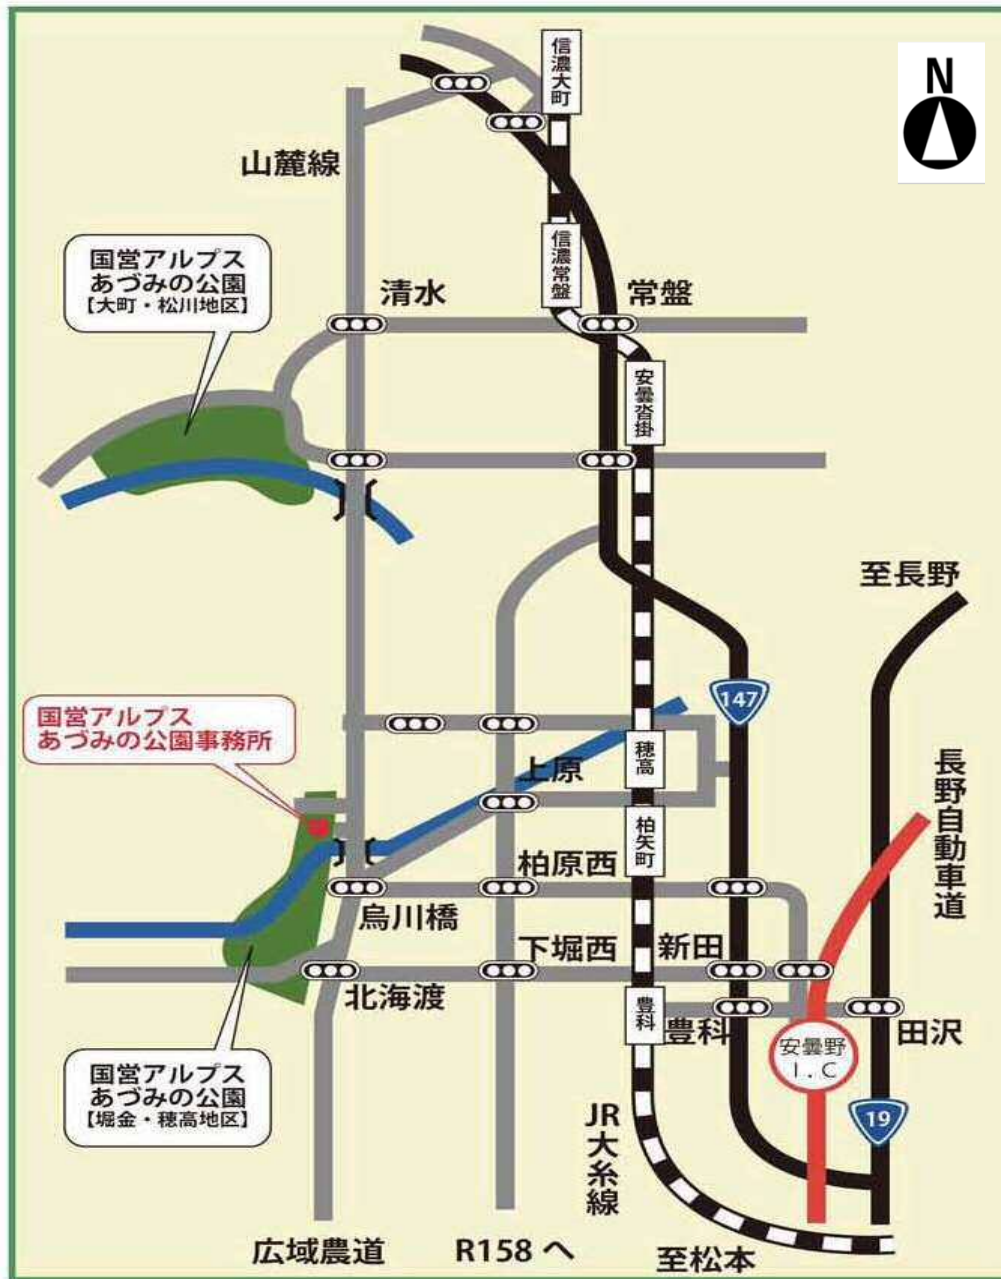 信濃大町
N
山麓線
信濃常盤
国営アルプス
あづみの公園
【大町・松川地区】
清水
常盤
安曇沓掛
至長野
147
国営アルプス
あづみの公園事務所
穂高
上原
長野自動車道
柏矢町
柏原西
烏川橋
下堀西
新田
北海渡
豊科
豊科
田沢
安曇野
I.C
国営アルプス
あづみの公園
【堀金・穂高地区】
JR大糸線
19
広域農道
R158 へ
至松本